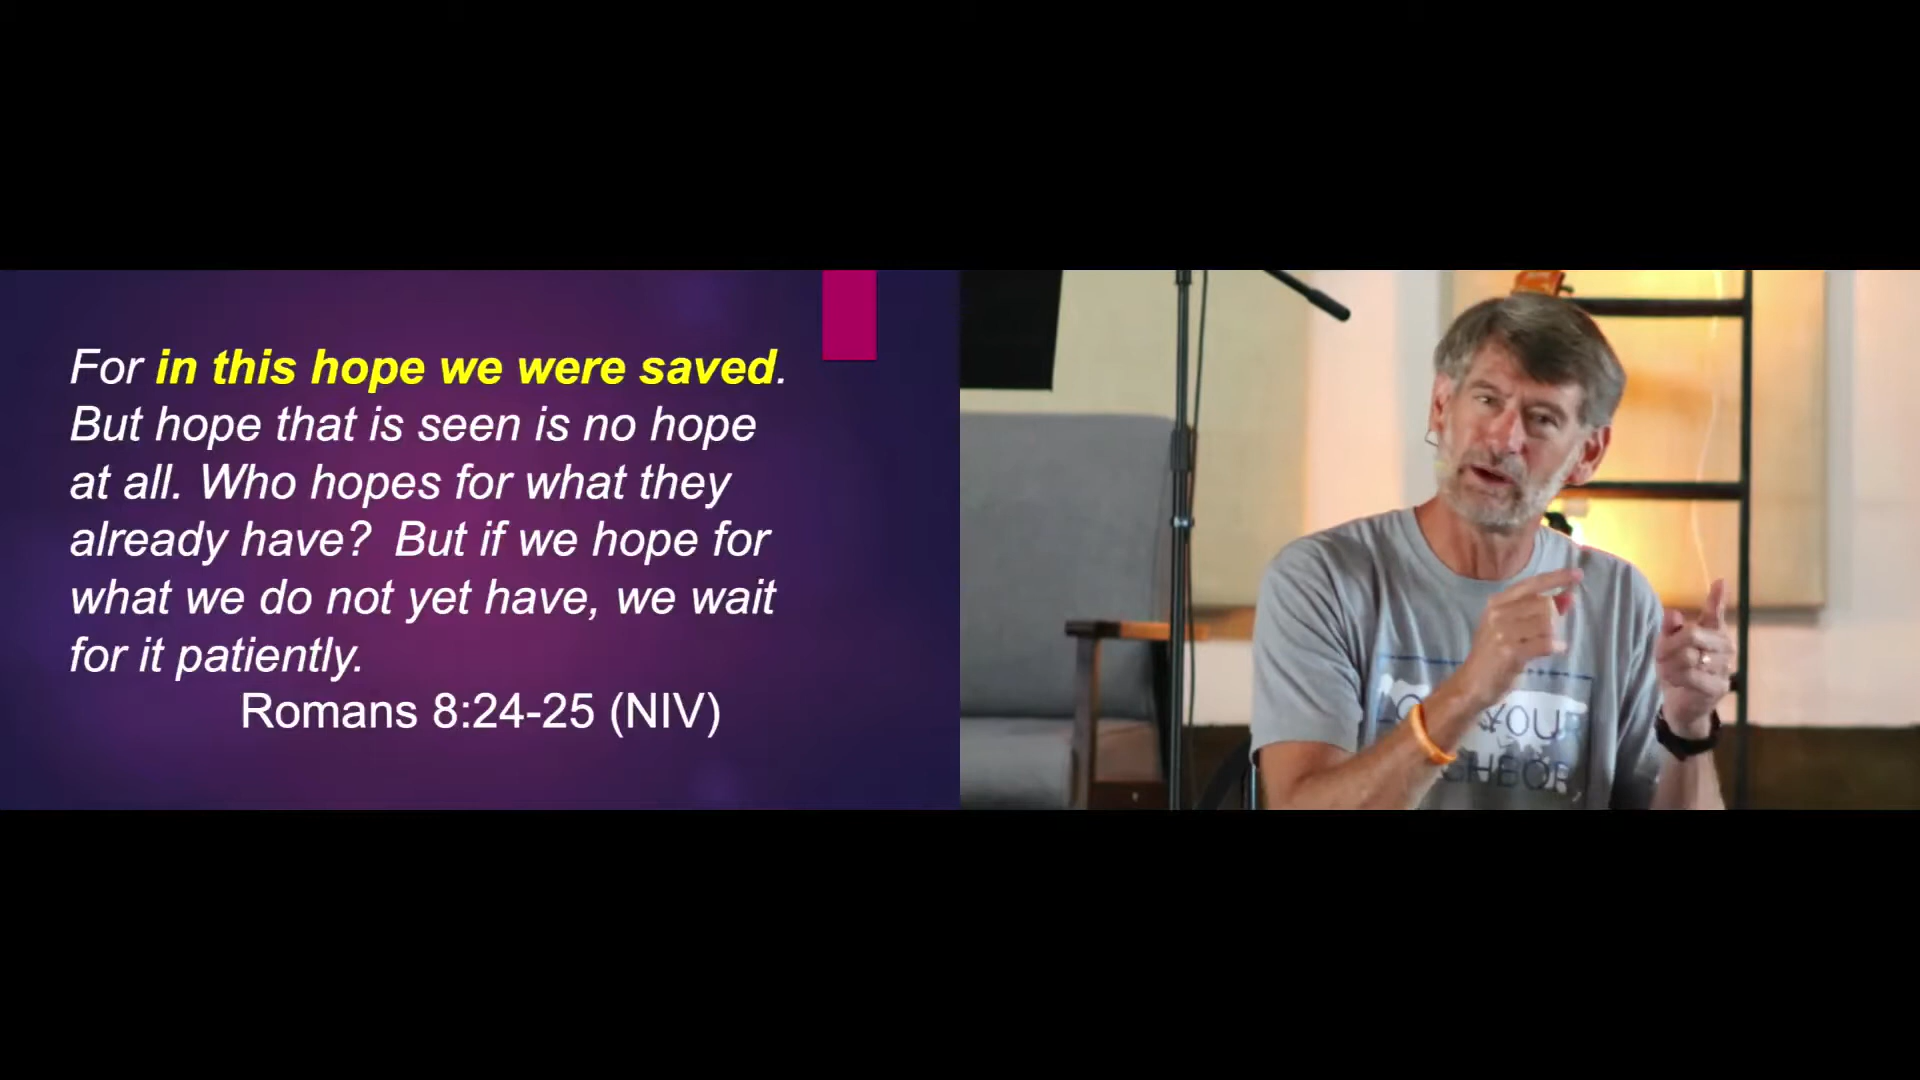 For in this hope we were saved.
But hope that is seen is no hope
at all. Who hopes for what they
already have?  But if we hope for
what we do not yet have, we wait
for it patiently.
Romans 8:24-25 (NIV)
YOUR